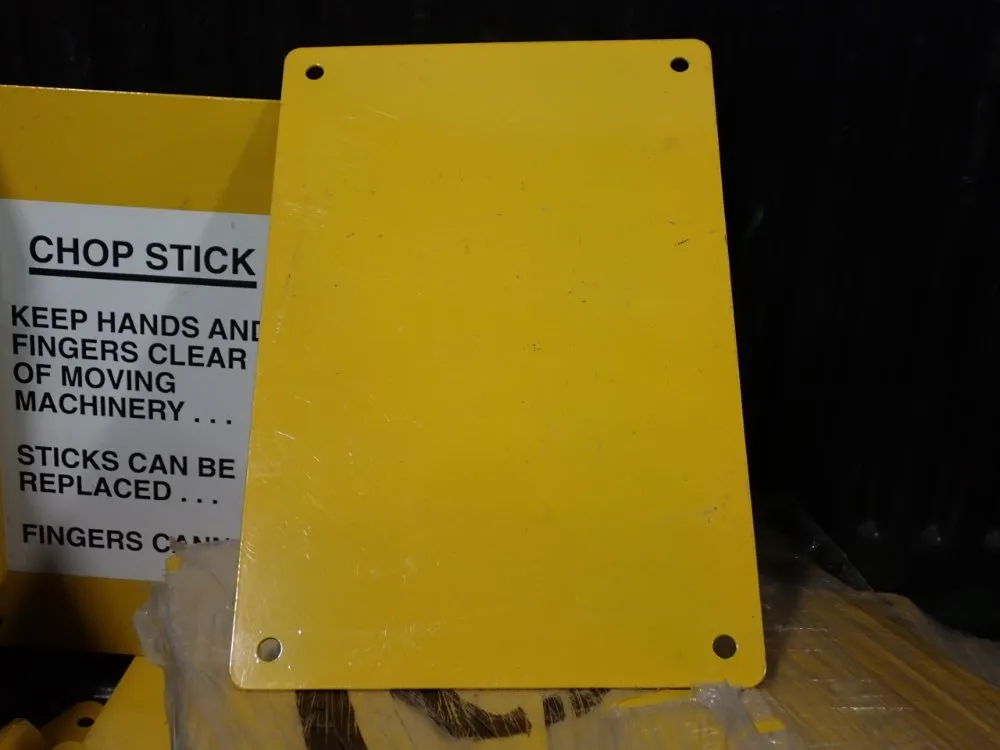 CHOP STICK
KEEP HANDS AND
FINGERS CLEAR
OF MOVING
MACHINERY . . .
STICKS CAN BE
REPLACED . . .
FINGERS